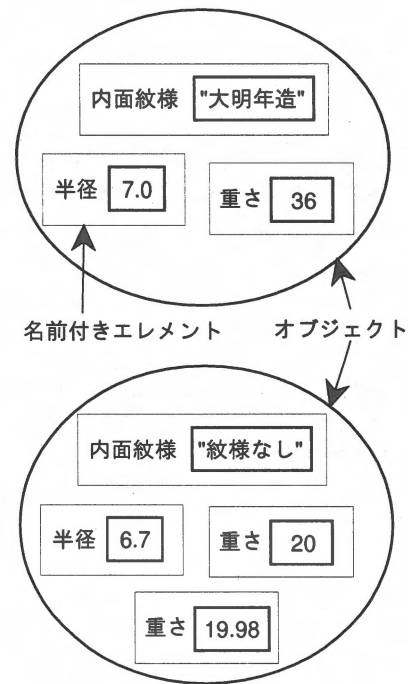 内面紋様 "大明年造"
半径 7.0 重さ 36
名前付きエレメント オブジェクト
内面紋様 "紋様なし"
半径 6.7 重さ 20
重さ 19.98